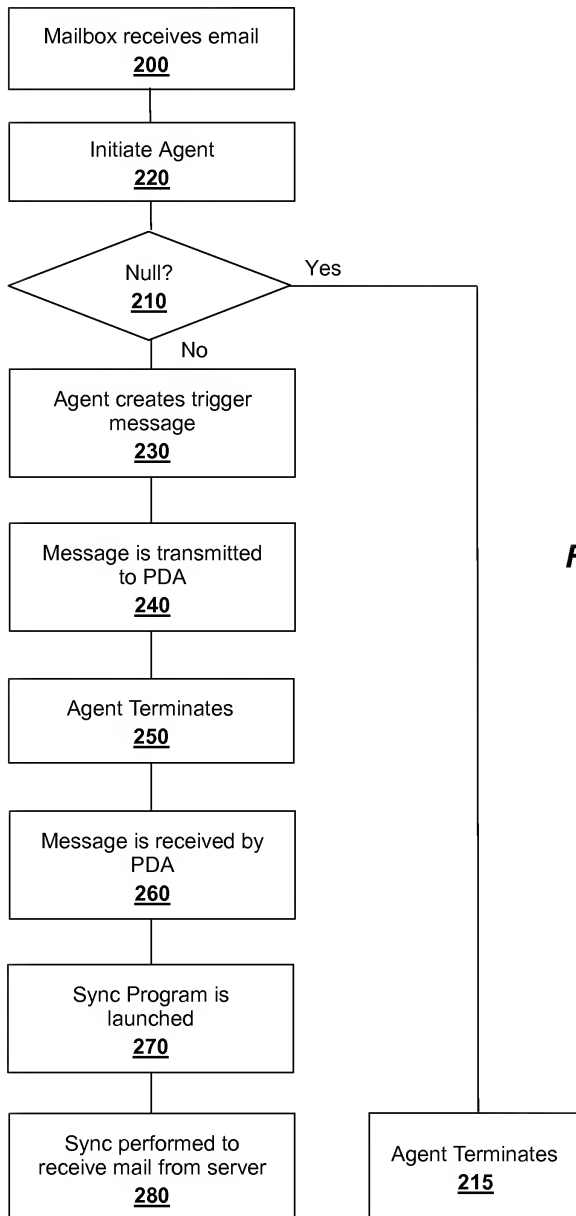 Mailbox receives email
200
Initiate Agent
220
Null?
210
Yes
No
Agent creates trigger
message
230
Message is transmitted
to PDA
240
F
Agent Terminates
250
Message is received by
PDA
260
Sync Program is
launched
270
Sync performed to
receive mail from server
280
Agent Terminates
215